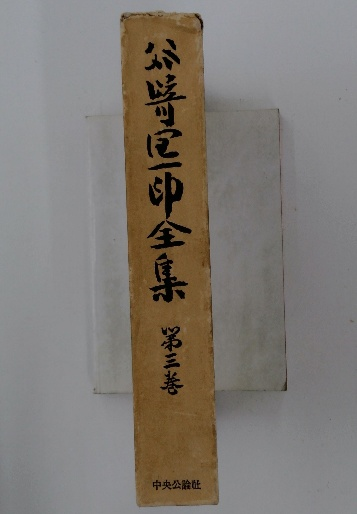 谷崎潤一郎全集
第三巻
中央公論社